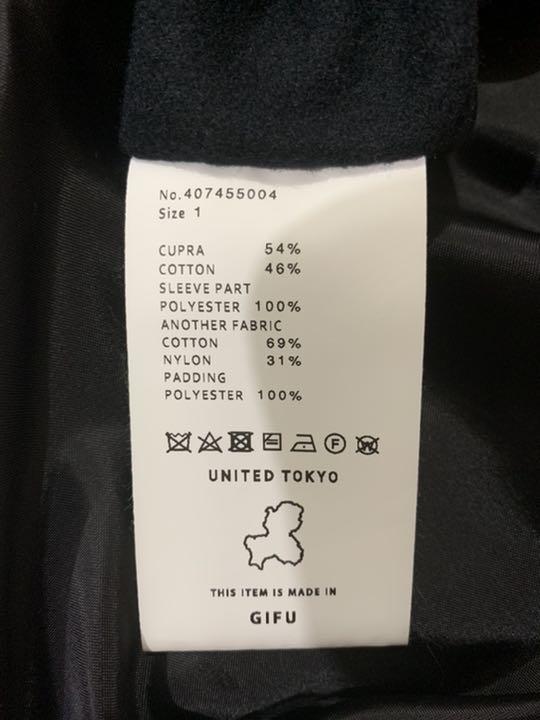 No.407455004
Size 1
CUPRA 54%
COTTON 46%
SLEEVE PART
POLYESTER 100%
ANOTHER FABRIC
COTTON 69%
NYLON 31%
PADDING
POLYESTER 100%
F W
UNITED TOKYO
THIS ITEM IS MADE IN
GIFU